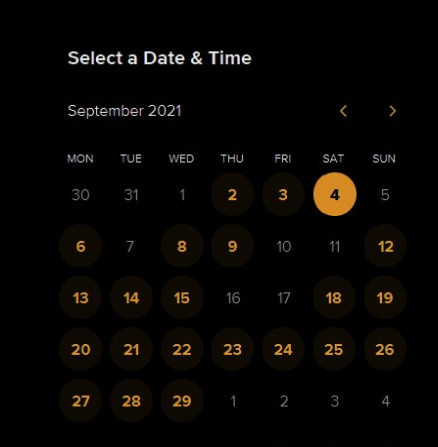 Select a Date & Time
September 2021
MON TUE WED THU FRI SAT SUN
30 31 1 2 3 4 5
6 7 8 9 10 11 12
13 14 15 16 17 18 19
20 21 22 23 24 25 26
27 28 29 1 2 3 4